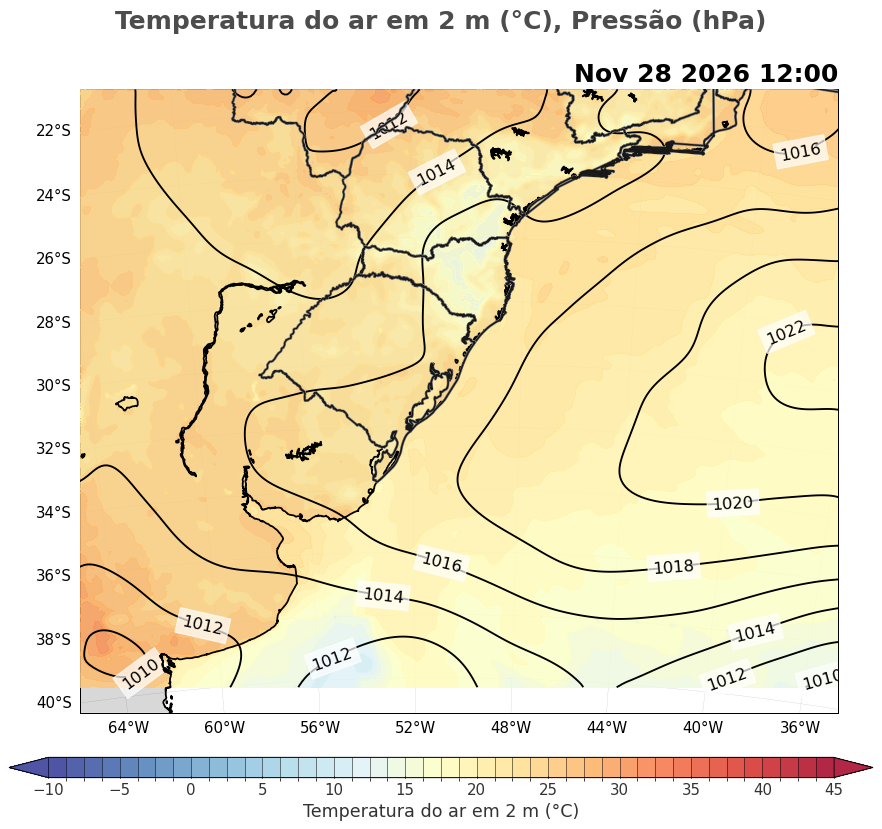 Temperatura do ar em 2 m (°C), Pressão (hPa)
Nov 28 2026 12:00
22°S
24°S
26°S
28°S
30°S
32°S
34°S
36°S
38°S
40°S
1012
1014
1016
1022
1020
1018
1016
1014
1014
1012
1012
1012
1010
1010
64°W 60°W 56°W 52°W 48°W 44°W 40°W 36°W
−10 −5 0 5 10 15 20 25 30 35 40 45
Temperatura do ar em 2 m (°C)